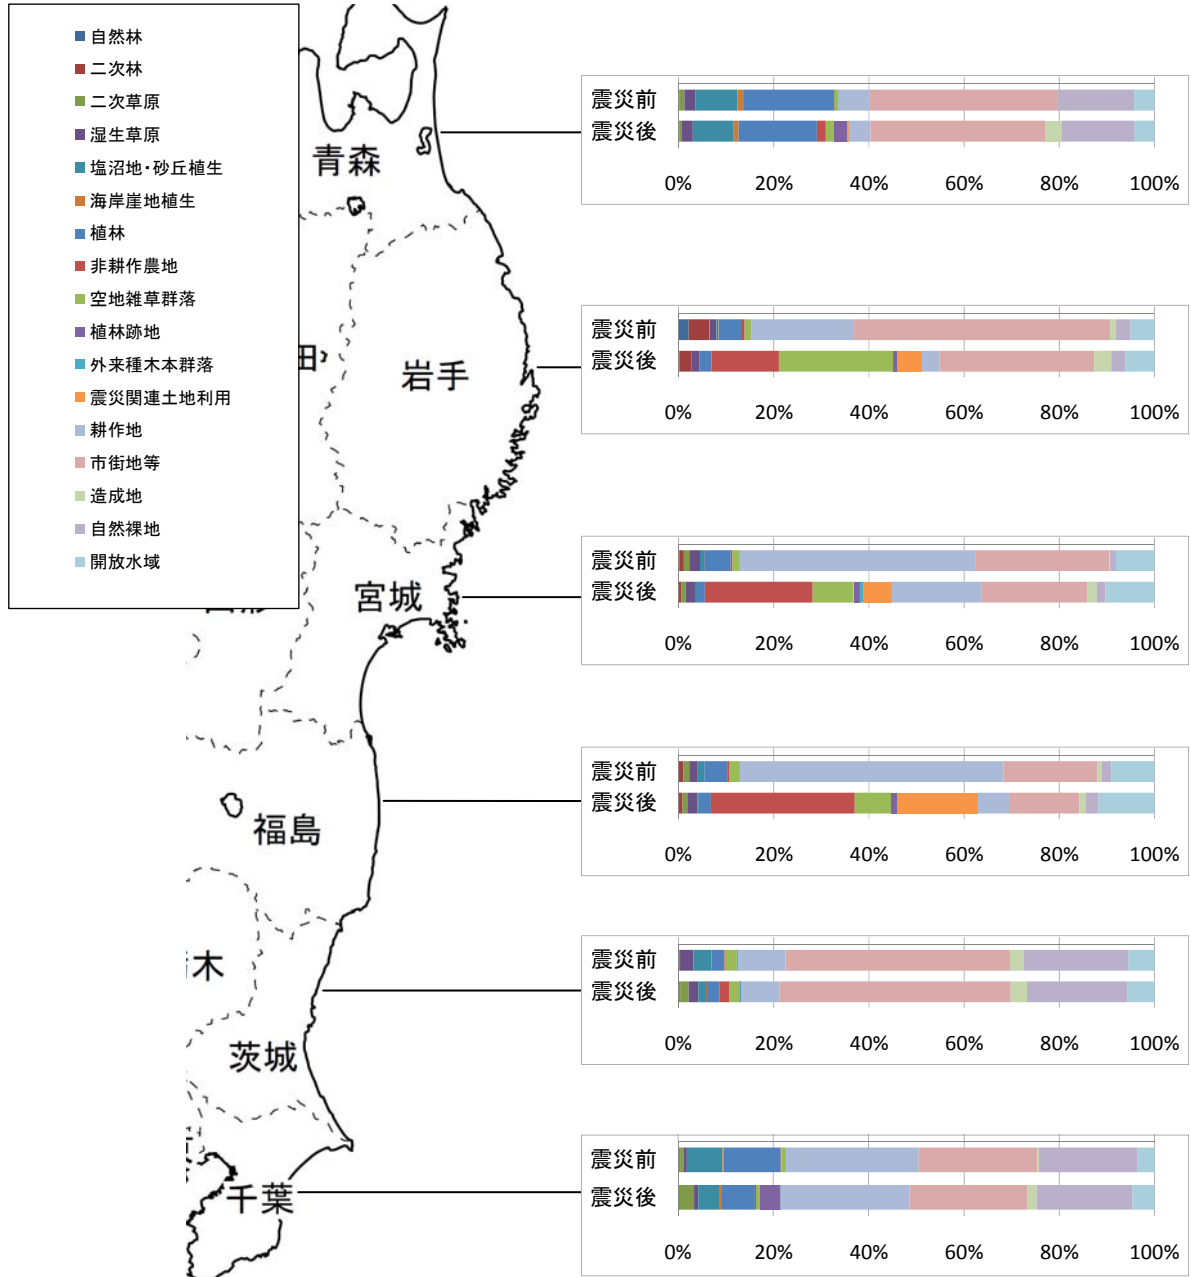 自然林
二次林
二次草原
湿生草原
塩沼地・砂丘植生
海岸崖地植生
植林
非耕作農地
空地雑草群落
植林跡地
外来種木本群落
震災関連土地利用
耕作地
市街地等
造成地
自然裸地
開放水域
青森
田
岩手
宮城
福島
木
茨城
千葉
震災前
震災後
0% 20% 40% 60% 80% 100%
震災前
震災後
0% 20% 40% 60% 80% 100%
震災前
震災後
0% 20% 40% 60% 80% 100%
震災前
震災後
0% 20% 40% 60% 80% 100%
震災前
震災後
0% 20% 40% 60% 80% 100%
震災前
震災後
0% 20% 40% 60% 80% 100%